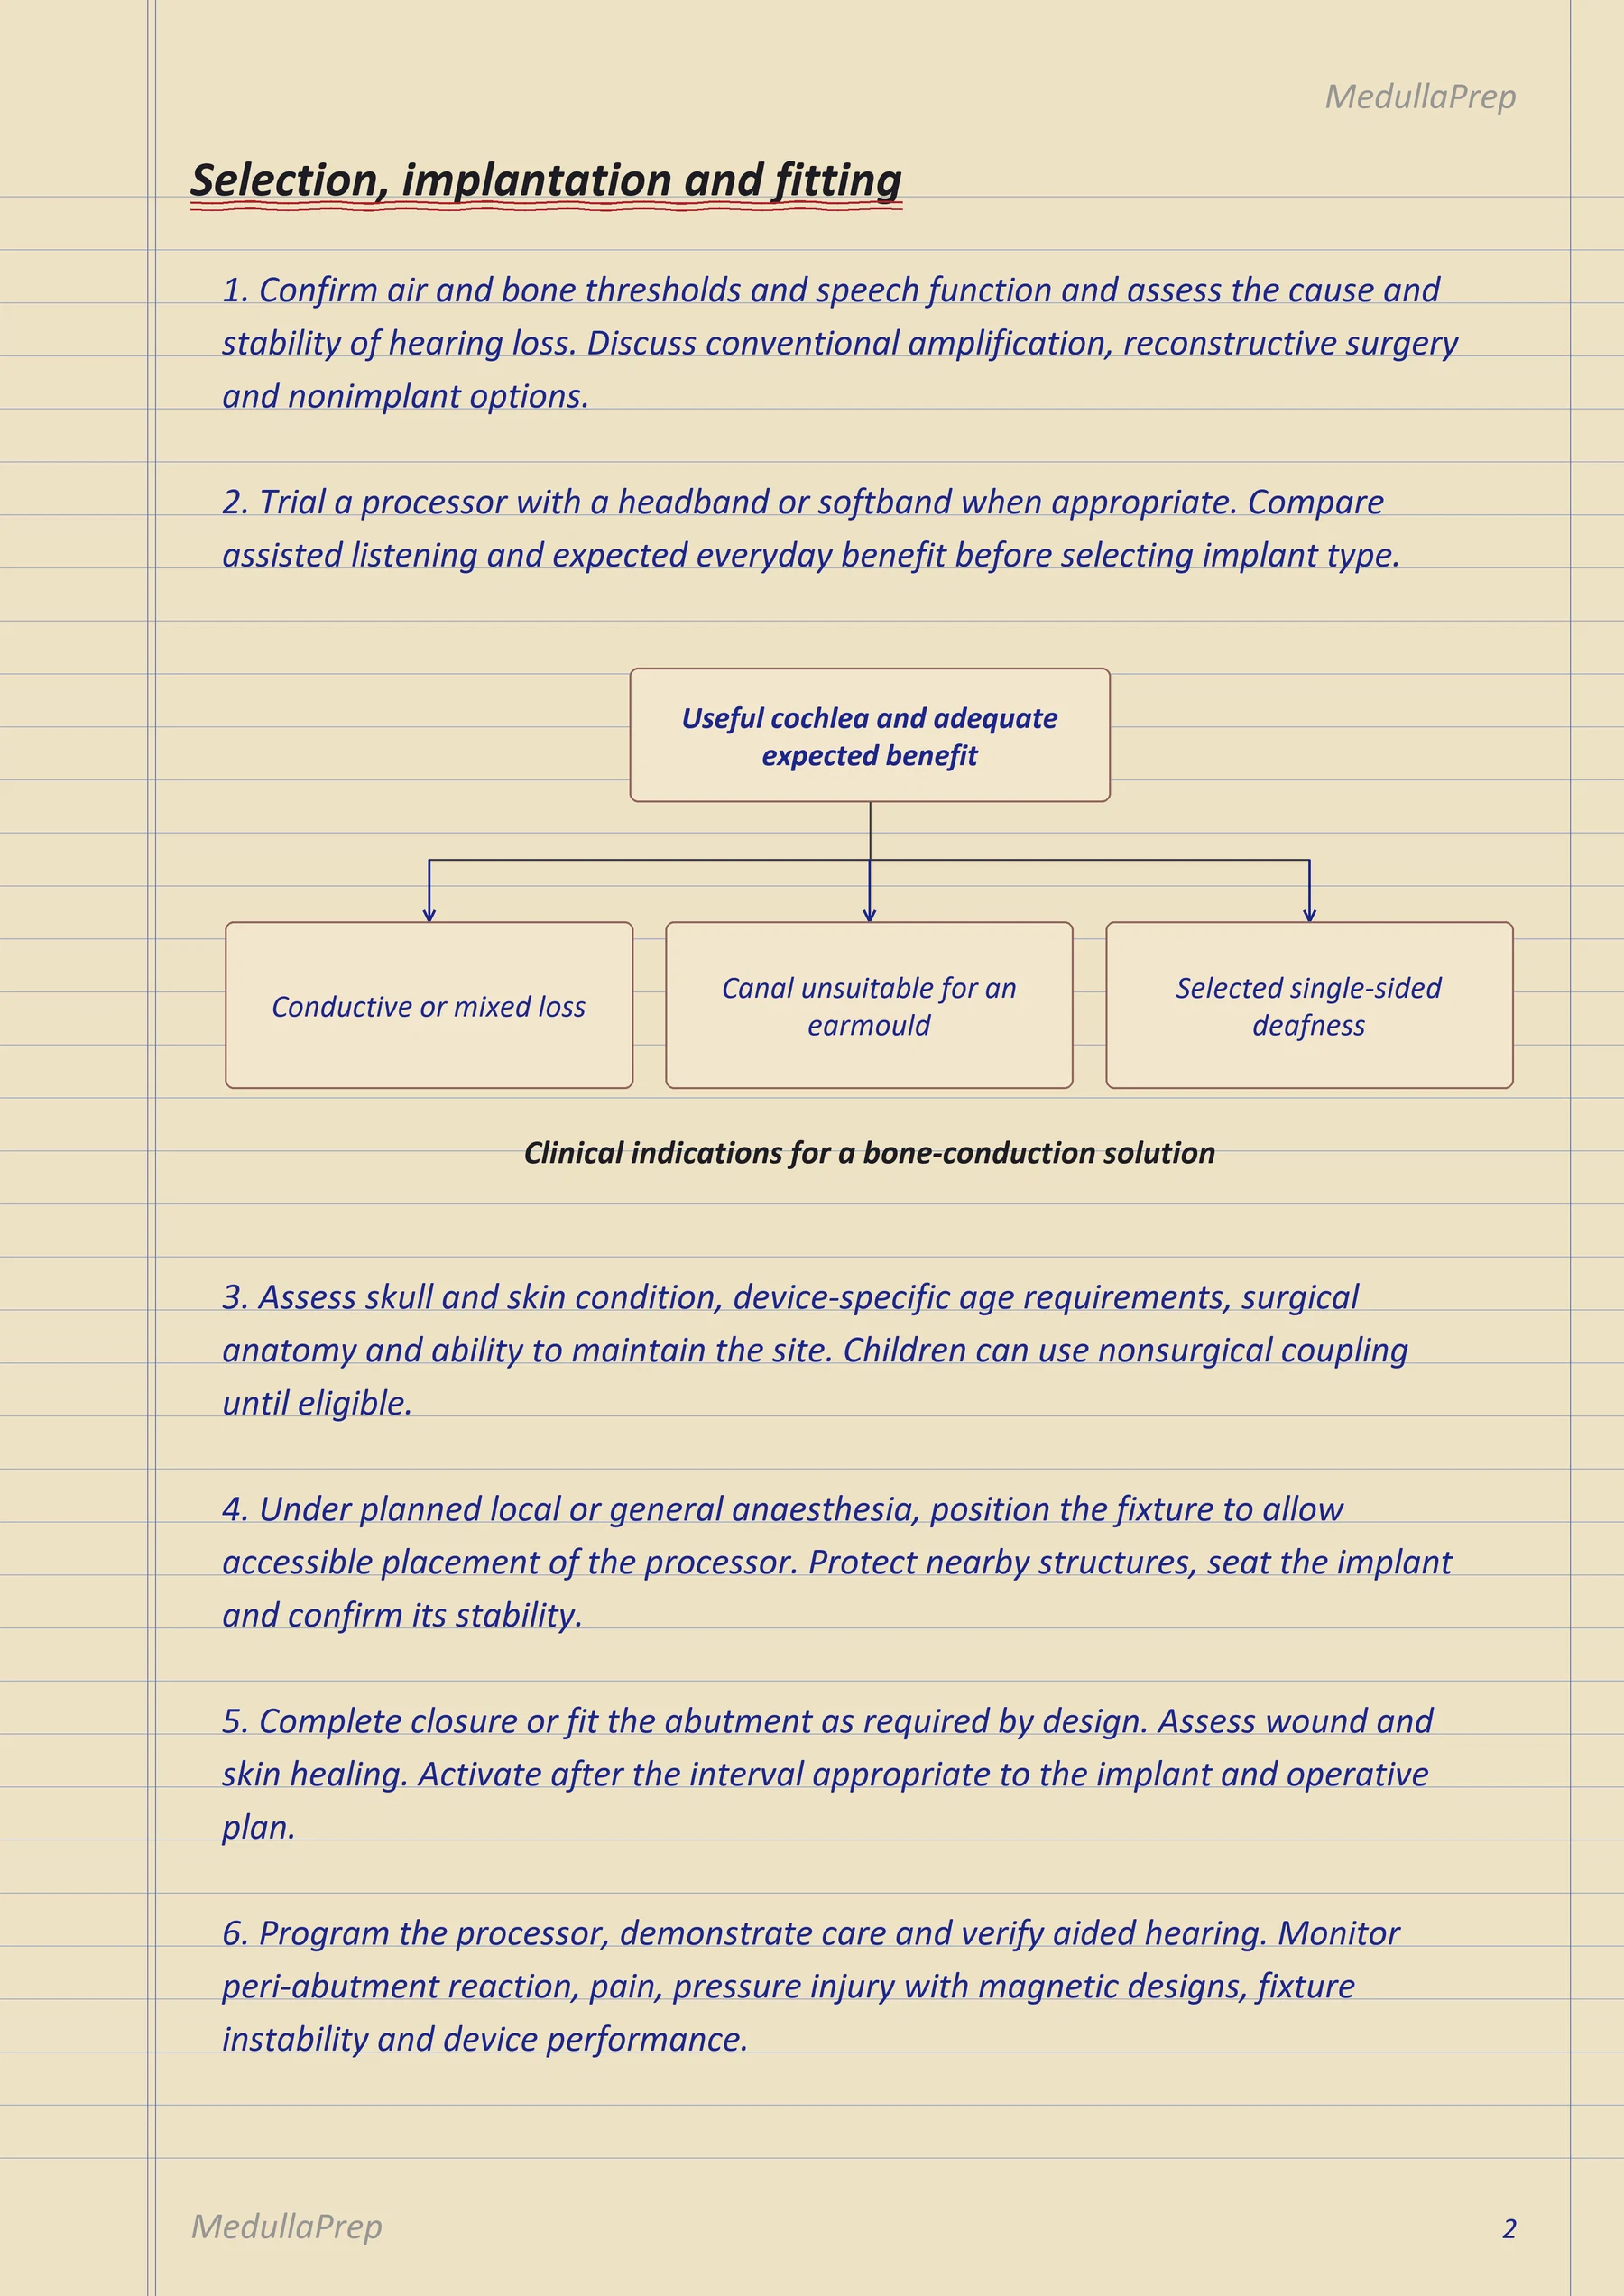 MedullaPrep
Selection, implantation and fitting
1. Confirm air and bone thresholds and speech function and assess the cause and
stability of hearing loss. Discuss conventional amplification, reconstructive surgery
and nonimplant options.
2. Trial a processor with a headband or softband when appropriate. Compare
assisted listening and expected everyday benefit before selecting implant type.
Useful cochlea and adequate
expected benefit
Conductive or mixed loss
Canal unsuitable for an
earmould
Selected single-sided
deafness
Clinical indications for a bone-conduction solution
3. Assess skull and skin condition, device-specific age requirements, surgical
anatomy and ability to maintain the site. Children can use nonsurgical coupling
until eligible.
4. Under planned local or general anaesthesia, position the fixture to allow
accessible placement of the processor. Protect nearby structures, seat the implant
and confirm its stability.
5. Complete closure or fit the abutment as required by design. Assess wound and
skin healing. Activate after the interval appropriate to the implant and operative
plan.
6. Program the processor, demonstrate care and verify aided hearing. Monitor
peri-abutment reaction, pain, pressure injury with magnetic designs, fixture
instability and device performance.
MedullaPrep
2